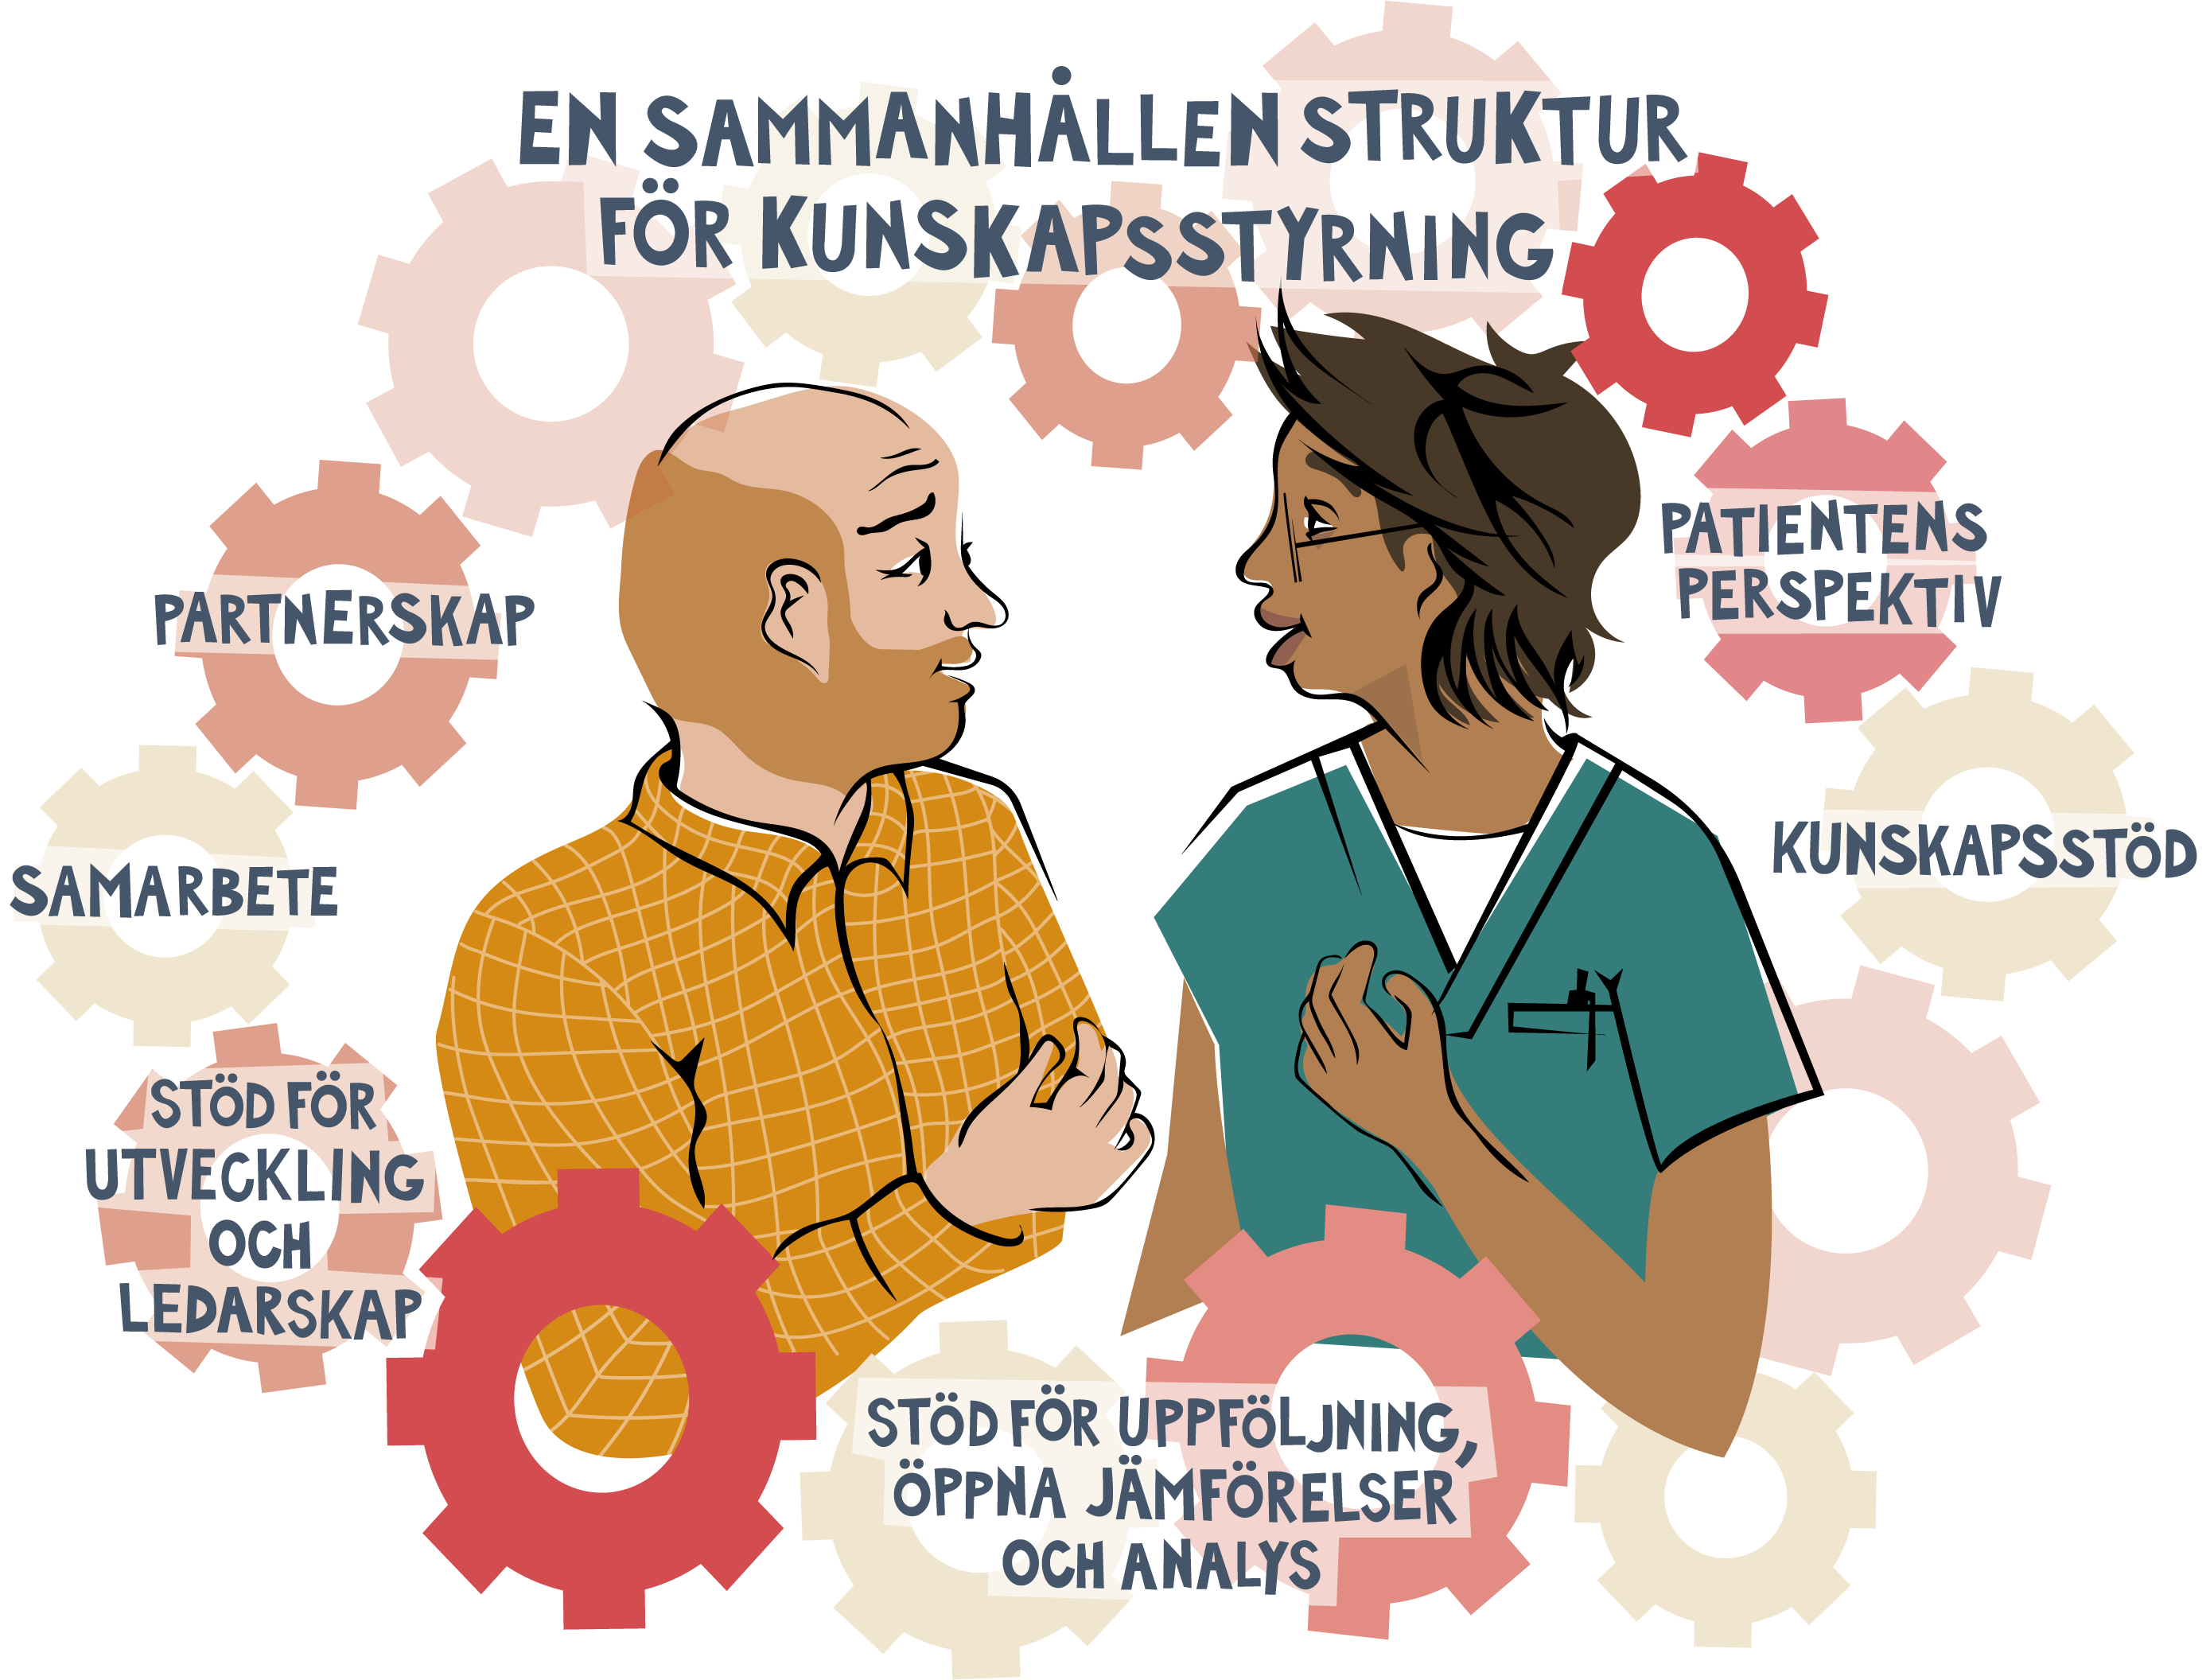 EN SAMMANHÅLLEN STRUKTUR
FÖR KUNSKAPSSTYRNING
PARTNERSKAP
SAMARBETE
STÖD FÖR
UTVECKLING
OCH
LEDARSKAP
PATIENTENS
PERSPEKTIV
KUNSKAPSSTÖD
STÖD FÖR UPPFÖLJNING,
ÖPPNA JÄMFÖRELSER
OCH ANALYS